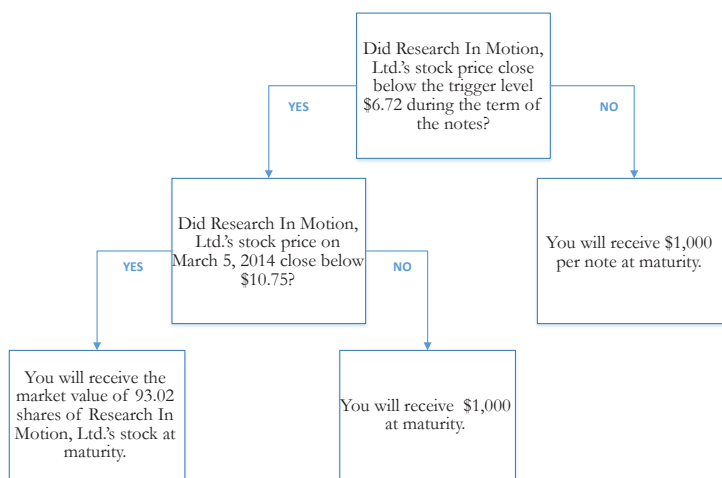 Did Research In Motion,
Ltd.'s stock price close
below the trigger level
$6.72 during the term of
the notes?
YES
NO
Did Research In Motion,
Ltd.'s stock price on
March 5, 2014 close below
$10.75?
You will receive $1,000
per note at maturity.
YES
NO
You will receive the
market value of 93.02
shares of Research In
Motion, Ltd.'s stock at
maturity.
You will receive $1,000
at maturity.